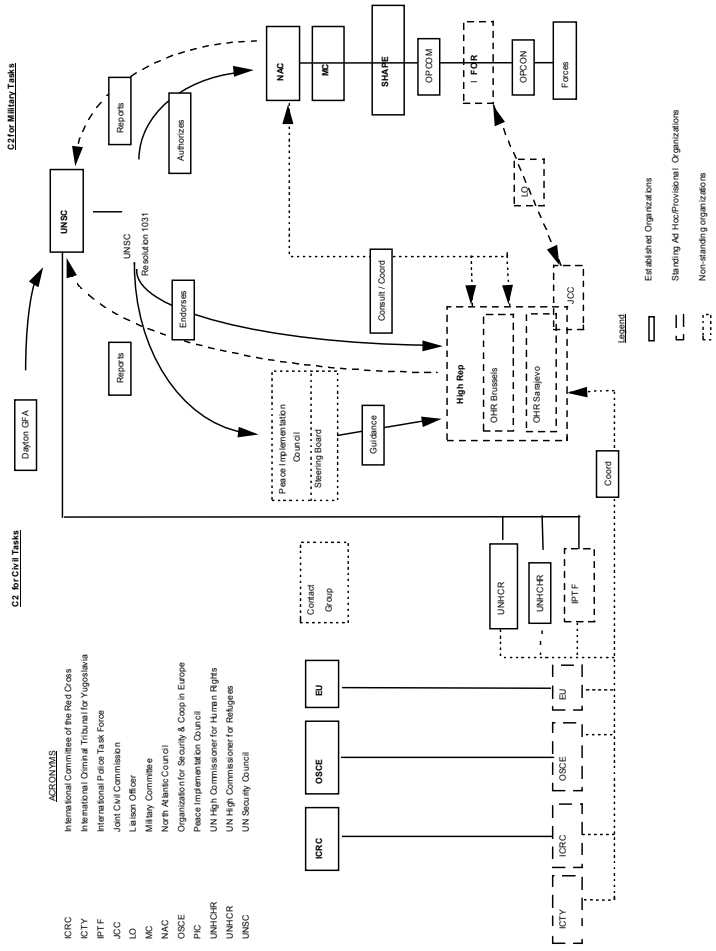 C2 for Civil Tasks
C2 for Military Tasks
Dayton GFA
UNSC
Reports
Authorizes
UNSC
Resolution 1031
Reports
Endorses
Peace Implementation
Council
Steering Board
Guidance
Consult / Coord
High Rep
OHR Brussels
OHR Sarajevo
JCC
LO
NAC
MC
SHAPE
OPCOM
I FOR
OPCON
Forces
Contact
Group
ICRC
OSCE
EU
UNHCR
UNHCHR
IPTF
ICTY
ICRC
OSCE
EU
Coord
ACRONYMS
ICRC International Committee of the Red Cross
ICTY International Criminal Tribunal for Yugoslavia
IPTF International Police Task Force
JCC Joint Civil Commission
LO Liaison Officer
MC Military Committee
NAC North Atlantic Council
OSCE Organization for Security & Coop in Europe
PIC Peace Implementation Council
UNHCHR UN High Commissioner for Human Rights
UNHCR UN High Commissioner for Refugees
UNSC UN Security Council
Legend
Established Organizations
Standing Ad Hoc/Provisional Organizations
Non-standing organizations